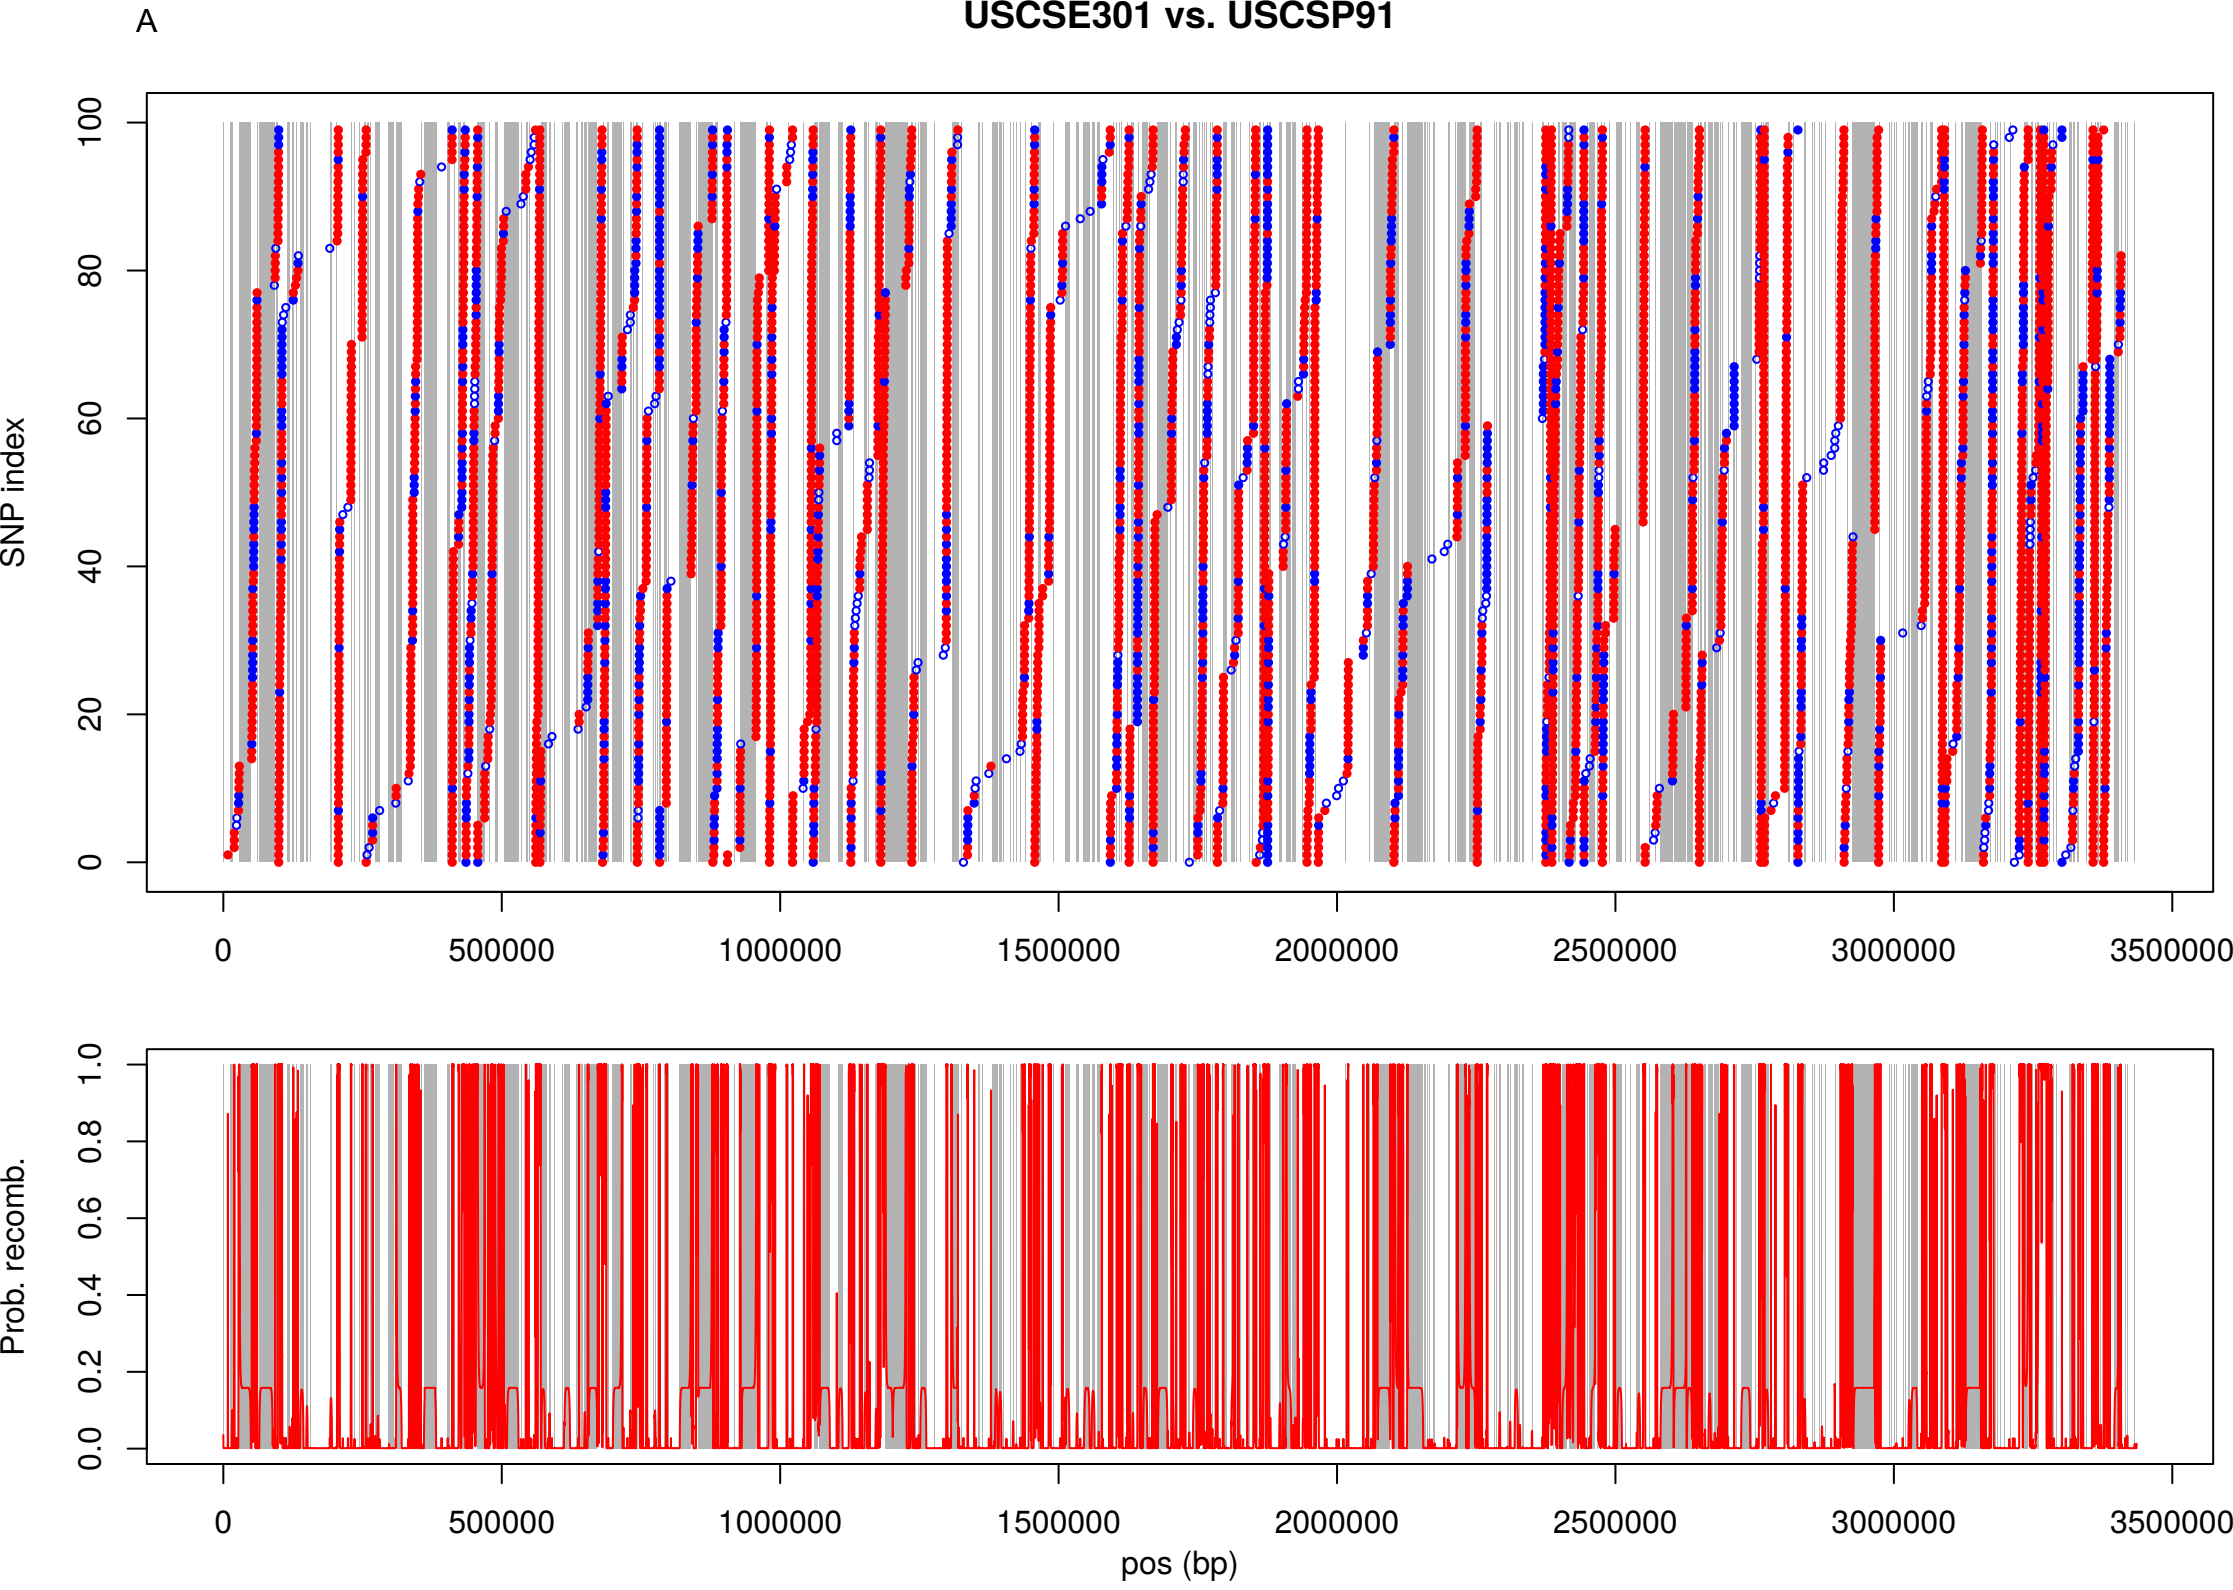 A
USCSE301 vs. USCSP91
SNP index
100
80
60
40
20
0
0 500000 1000000 1500000 2000000 2500000 3000000 3500000
Prob. recomb.
1.0
0.8
0.6
0.4
0.2
0.0
0 500000 1000000 1500000 2000000 2500000 3000000 3500000
pos (bp)